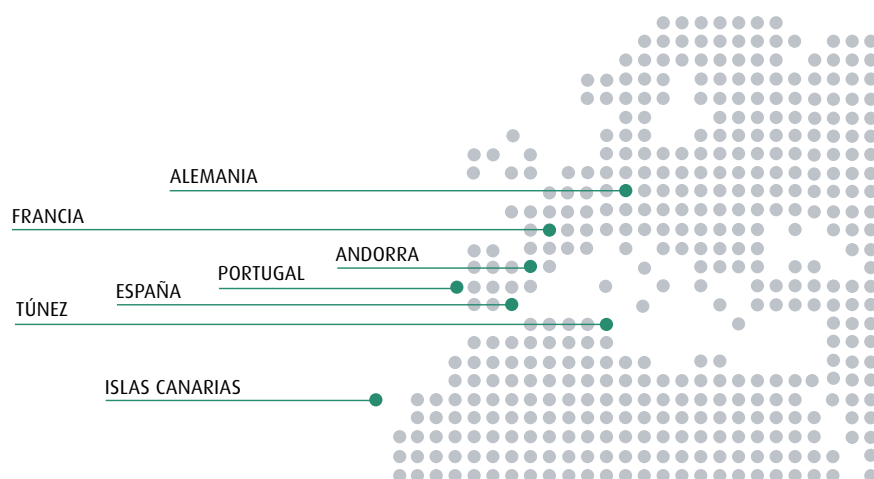 ALEMANIA
FRANCIA
ANDORRA
PORTUGAL
ESPAÑA
TÚNEZ
ISLAS CANARIAS